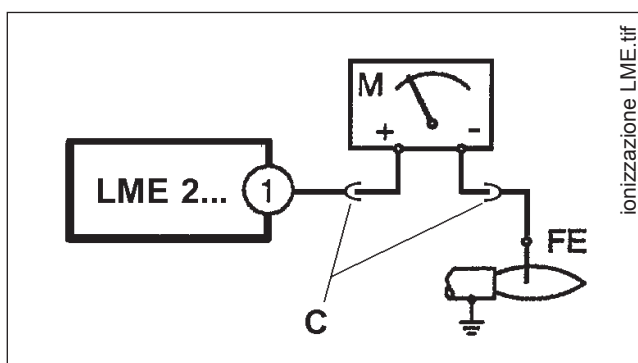 M
+ -
LME 2... 1
FE
C
ionizzazione LME.tif